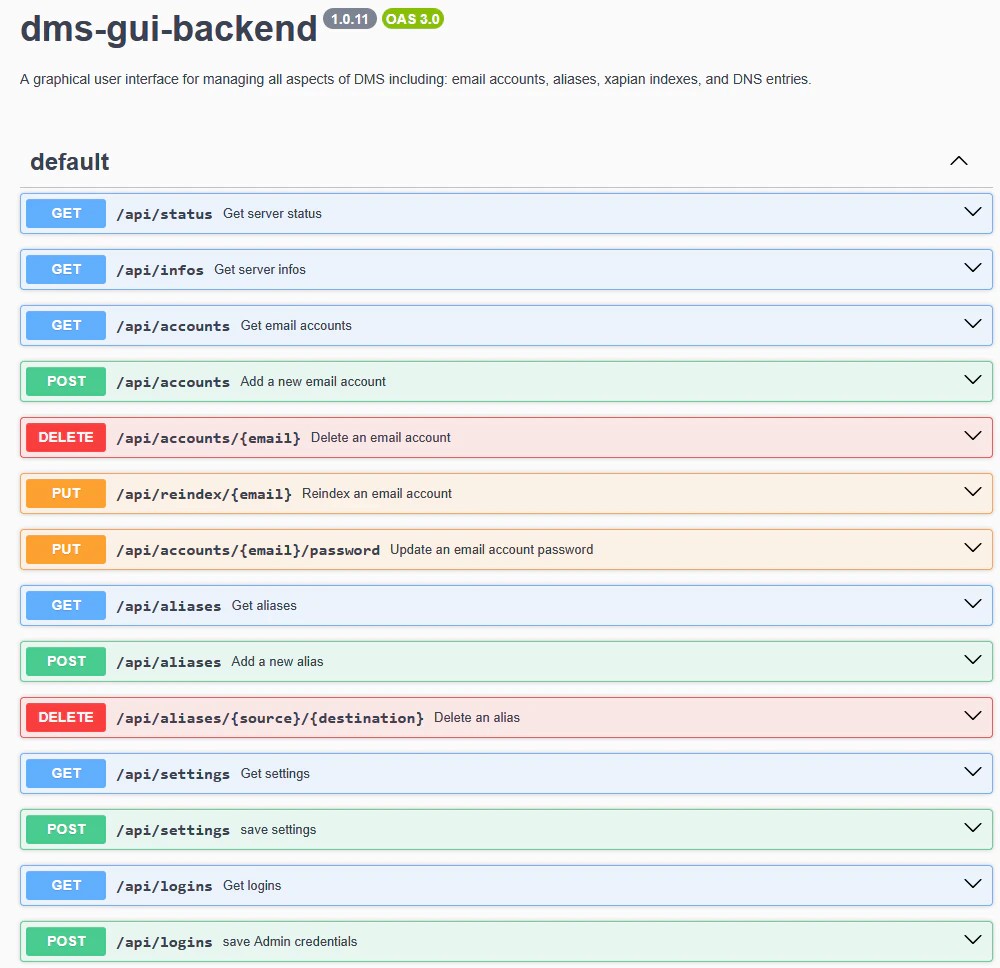 dms-gui-backend 1.0.11 OAS 3.0
A graphical user interface for managing all aspects of DMS including: email accounts, aliases, xapian indexes, and DNS entries.
default
GET /api/status Get server status
GET /api/infos Get server infos
GET /api/accounts Get email accounts
POST /api/accounts Add a new email account
DELETE /api/accounts/{email} Delete an email account
PUT /api/reindex/{email} Reindex an email account
PUT /api/accounts/{email}/password Update an email account password
GET /api/aliases Get aliases
POST /api/aliases Add a new alias
DELETE /api/aliases/{source}/{destination} Delete an alias
GET /api/settings Get settings
POST /api/settings save settings
GET /api/logins Get logins
POST /api/logins save Admin credentials